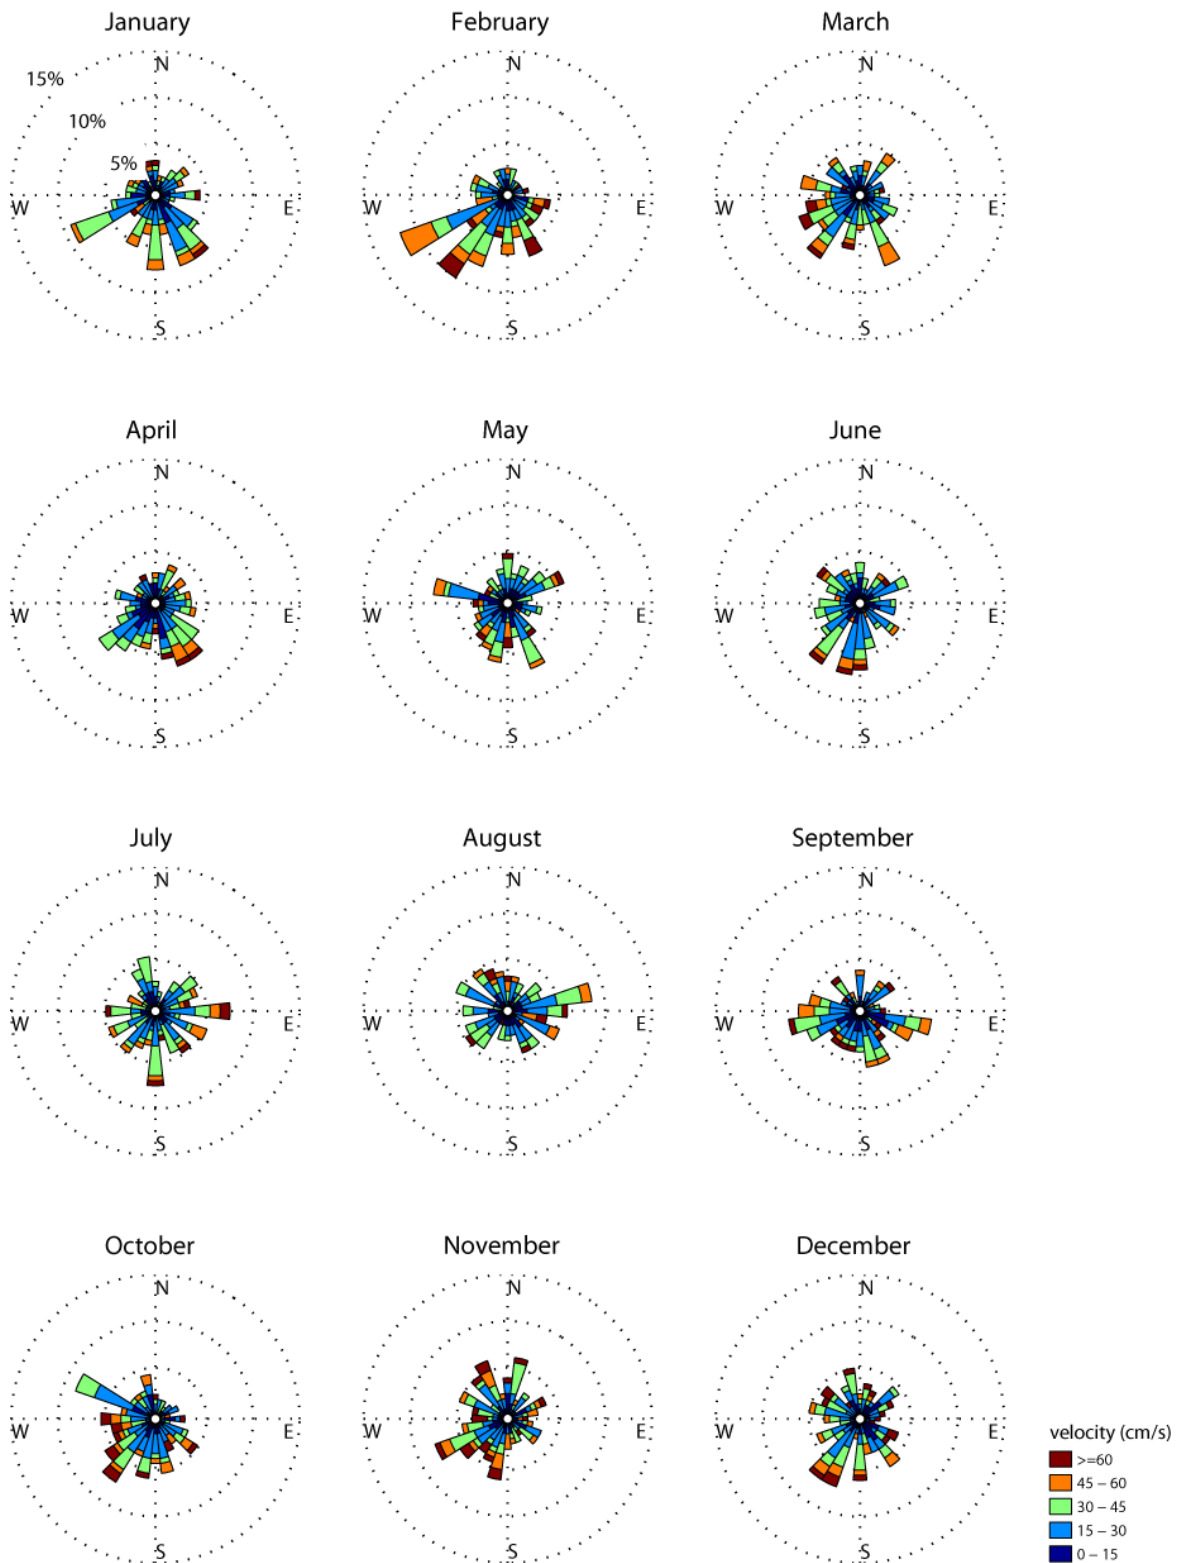 January February March
N N N
15%
10%
5%
W E W E W E
S S S
April May June
N N N
W E W E W E
S S S
July August September
N N N
W E W E W E
S S S
October November December
N N N
W E W E W E
velocity (cm/s)
>=60
45 – 60
30 – 45
15 – 30
0 – 15
S S S